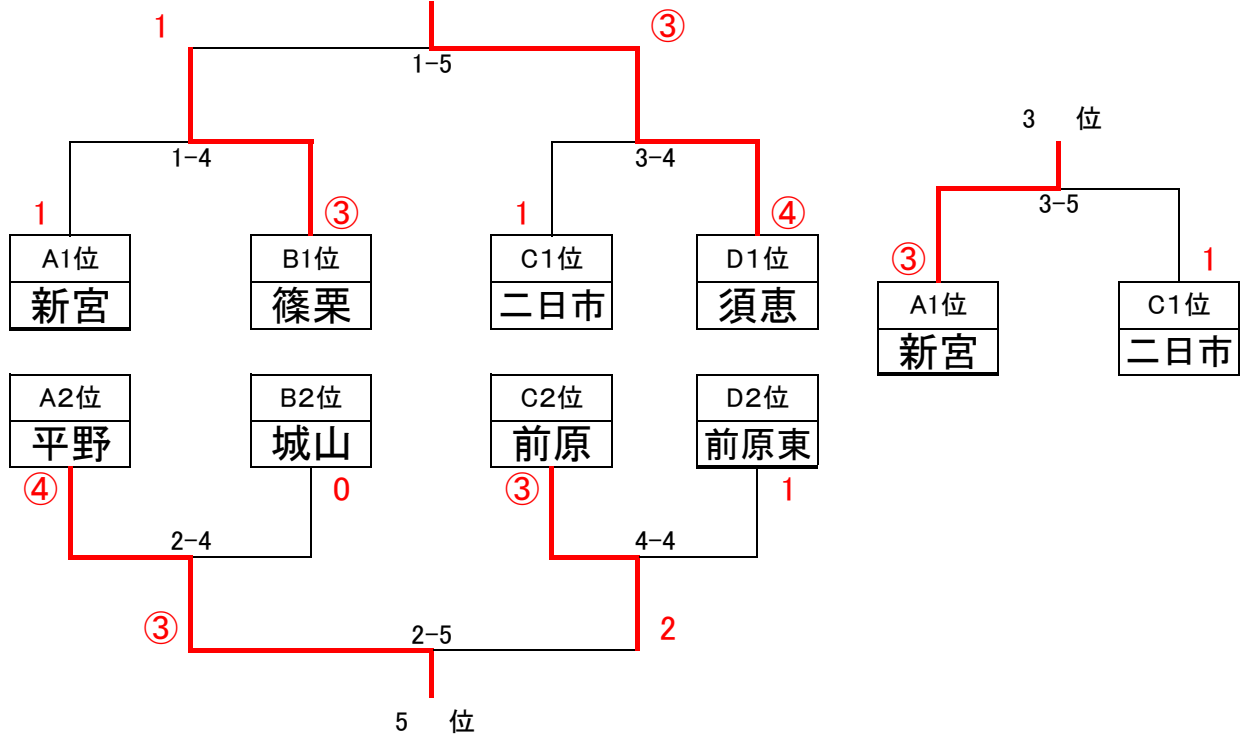 1 ③
1-5
3 位
1-4 3-4
3-5
1 ③ 1 ④
A1位 B1位 C1位 D1位
新宮 篠栗 二日市 須恵
③ 1
A1位 C1位
新宮 二日市
A2位 B2位 C2位 D2位
平野 城山 前原 前原東
④ 0 ③ 1
2-4 4-4
③ 2-5 2
5 位